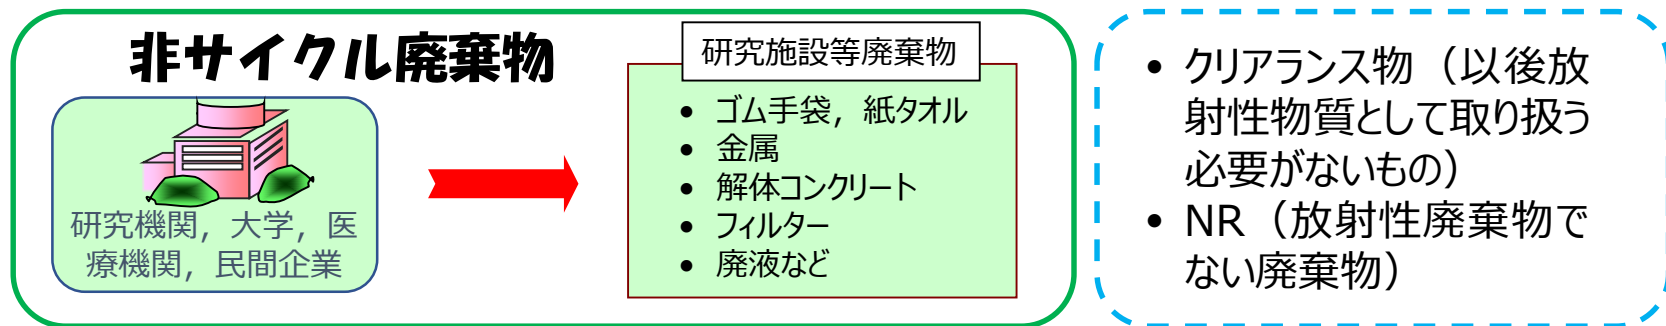 非サイクル廃棄物
研究機関，大学，医
療機関，民間企業
研究施設等廃棄物
• ゴム手袋，紙タオル
• 金属
• 解体コンクリート
• フィルター
• 廃液など
• クリアランス物（以後放
射性物質として取り扱う
必要がないもの）
• NR（放射性廃棄物で
ない廃棄物）